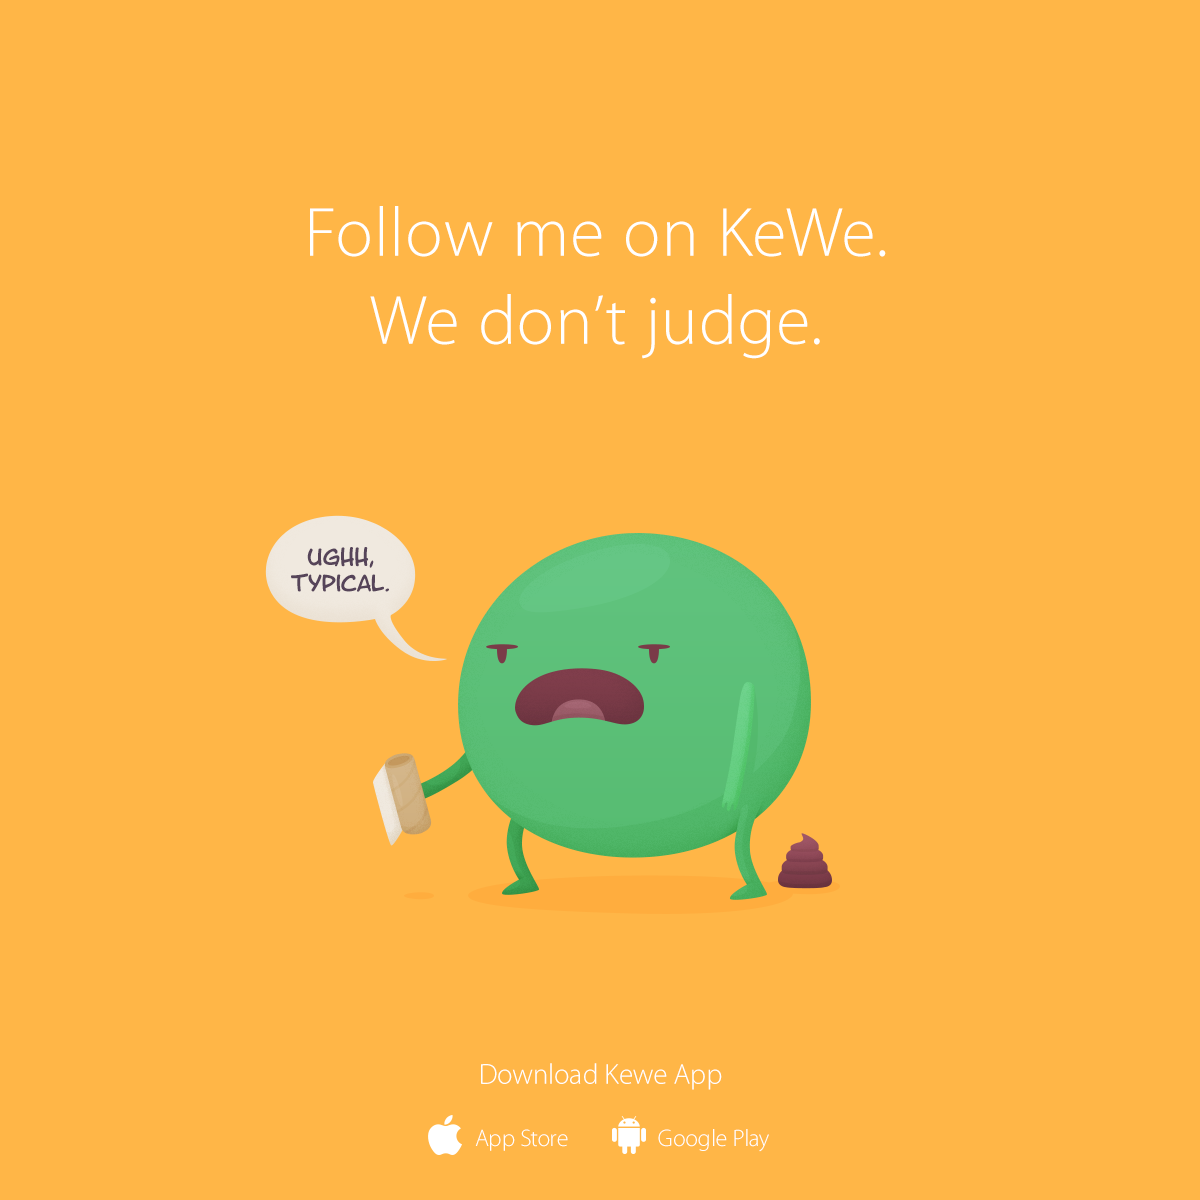 Follow me on KeWe.
We don’t judge.
UGHH,
TYPICAL.
Download Kewe App
App Store
Google Play